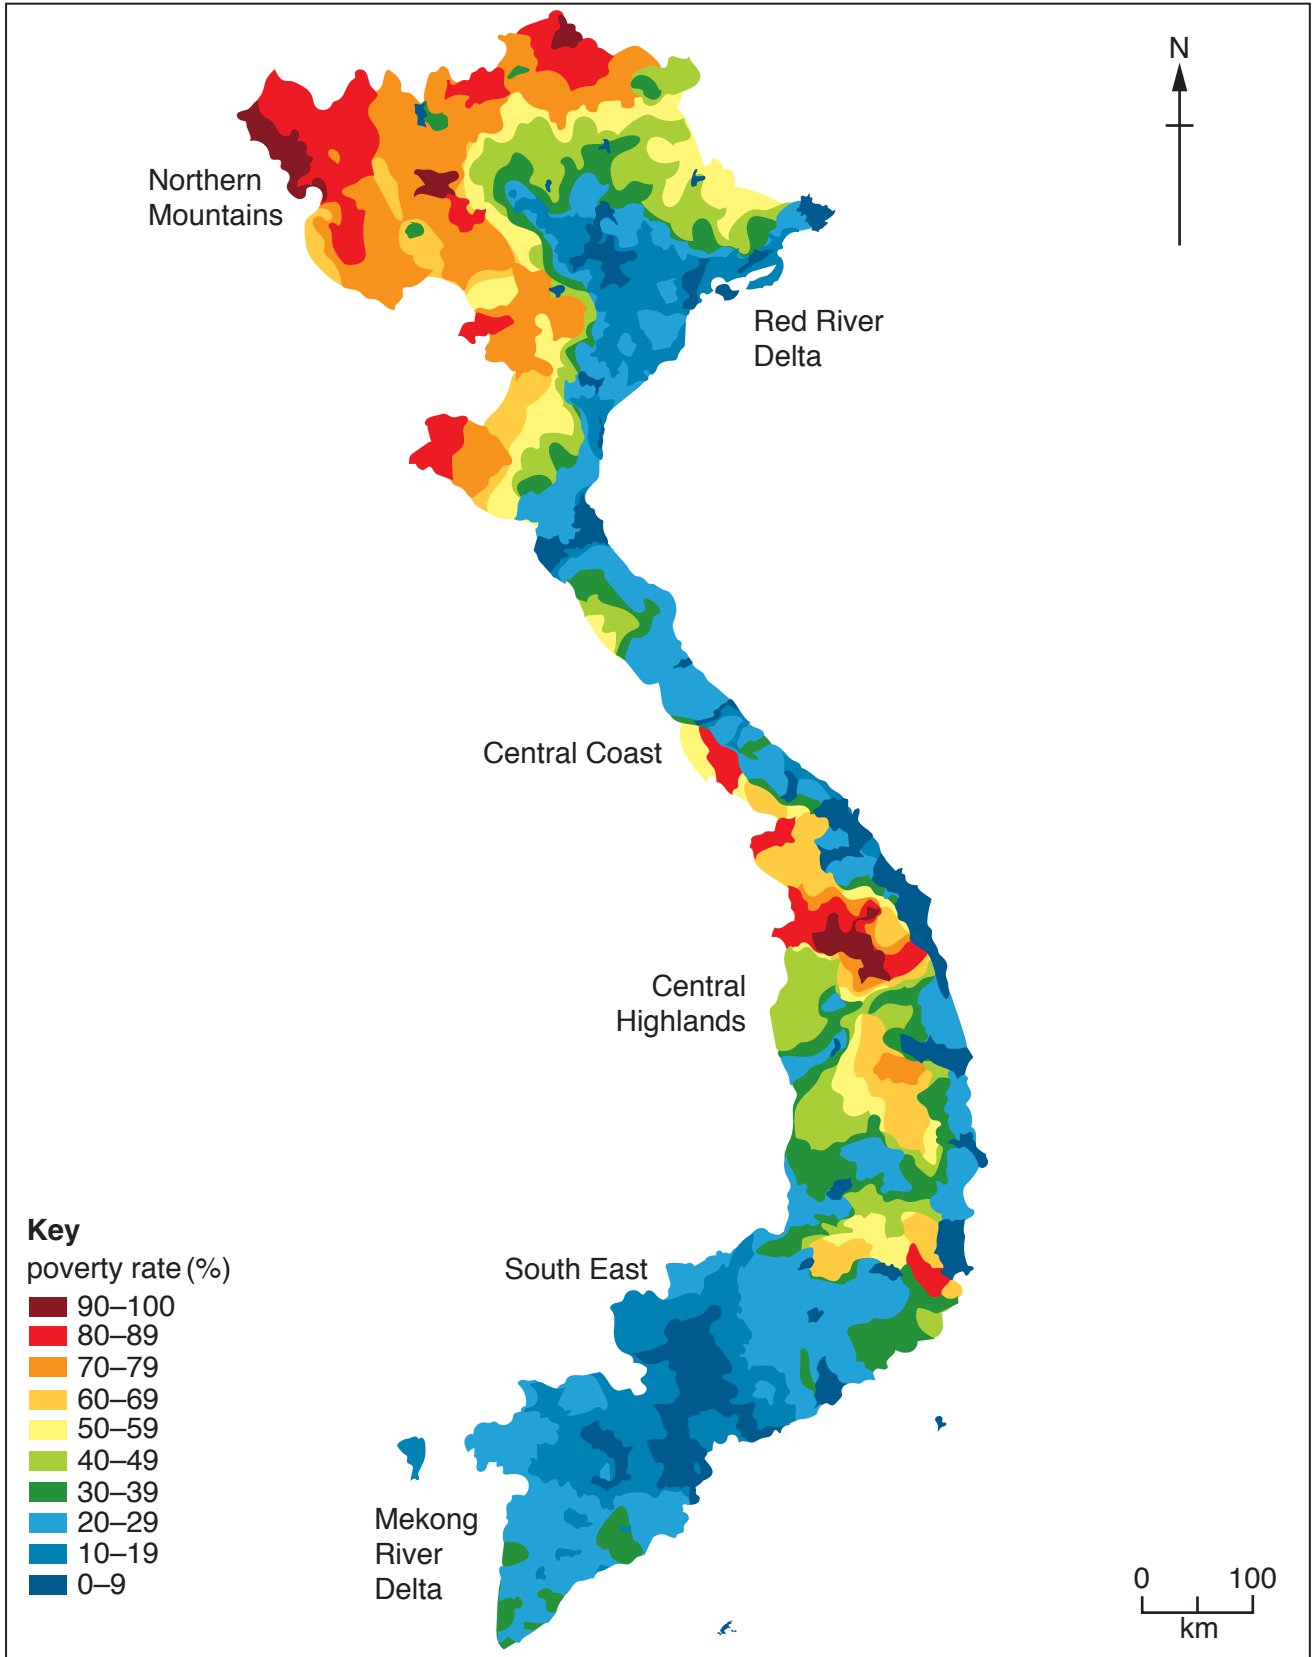 N
Northern
Mountains
Red River
Delta
Central Coast
Central
Highlands
South East
Mekong
River
Delta
Key
poverty rate (%)
90–100
80–89
70–79
60–69
50–59
40–49
30–39
20–29
10–19
0–9
0 100
km